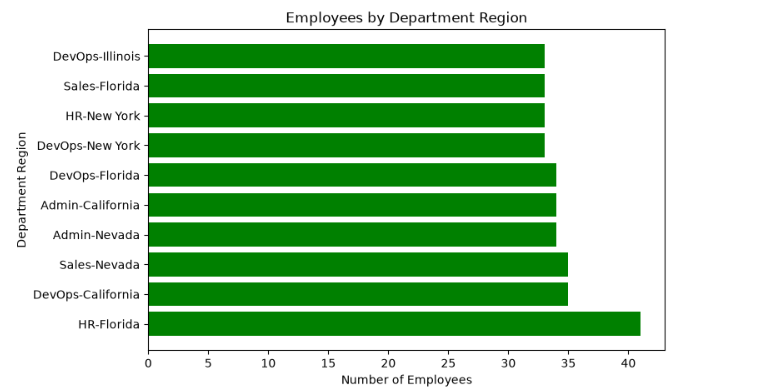 Employees by Department Region
DevOps-Illinois
Sales-Florida
HR-New York
DevOps-New York
DevOps-Florida
Admin-California
Admin-Nevada
Sales-Nevada
DevOps-California
HR-Florida
Department Region
0 5 10 15 20 25 30 35 40
Number of Employees